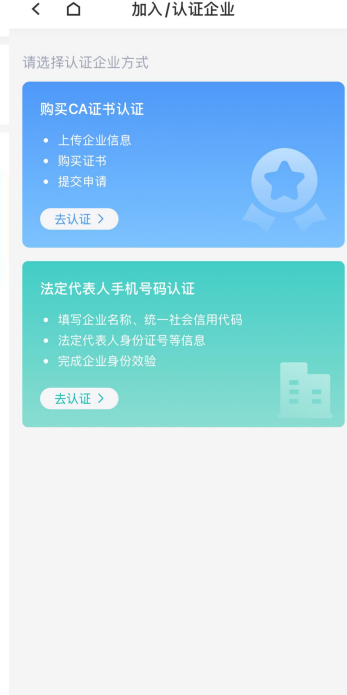 加入/认证企业
请选择认证企业方式
购买CA证书认证
上传企业信息
购买证书
提交申请
去认证
法定代表人手机号码认证
填写企业名称、统一社会信用代码
法定代表人身份证号等信息
完成企业身份效验
去认证